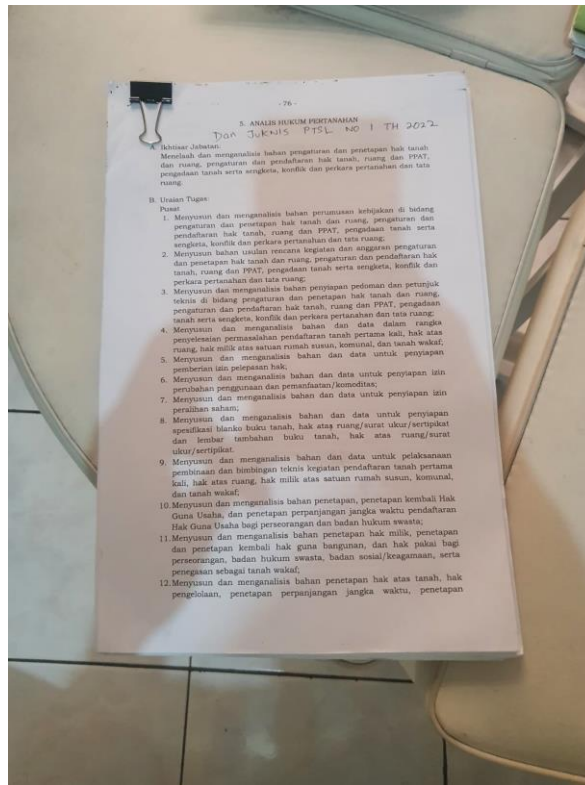 - 76 -
5. ANALIS HUKUM PERTANAHAN
Dan JUKNIS PTSL NO 1 TH 2022
A. Ikhtisar Jabatan:
Menelaah dan menganalisis bahan pengaturan dan penetapan hak tanah
dan ruang, pengaturan dan pendaftaran hak tanah, ruang dan PPAT,
pengadaan tanah serta sengketa, konflik dan perkara pertanahan dan tata
ruang.
B. Uraian Tugas:
Pusat
1. Menyusun dan menganalisis bahan perumusan kebijakan di bidang
pengaturan dan penetapan hak tanah dan ruang, pengaturan dan
pendaftaran hak tanah, ruang dan PPAT, pengadaan tanah serta
sengketa, konflik dan perkara pertanahan dan tata ruang;
2. Menyusun bahan usulan rencana kegiatan dan anggaran pengaturan
dan penetapan hak tanah dan ruang, pengaturan dan pendaftaran hak
tanah, ruang dan PPAT, pengadaan tanah serta sengketa, konflik dan
perkara pertanahan dan tata ruang;
3. Menyusun dan menganalisis bahan penyiapan pedoman dan petunjuk
teknis di bidang pengaturan dan penetapan hak tanah dan ruang,
pengaturan dan pendaftaran hak tanah, ruang dan PPAT, pengadaan
tanah serta sengketa, konflik dan perkara pertanahan dan tata ruang;
4. Menyusun dan menganalisis bahan dan data dalam rangka
penyelesaian permasalahan pendaftaran tanah pertama kali, hak atas
ruang, hak milik atas satuan rumah susun, komunal, dan tanah wakaf;
5. Menyusun dan menganalisis bahan dan data untuk penyiapan
pemberian izin pelepasan hak;
6. Menyusun dan menganalisis bahan dan data untuk penyiapan izin
perubahan penggunaan dan pemanfaatan/komoditas;
7. Menyusun dan menganalisis bahan dan data untuk penyiapan izin
peralihan saham;
8. Menyusun dan menganalisis bahan dan data untuk penyiapan
spesifikasi blanko buku tanah, hak atas ruang/surat ukur/sertipikat
dan lembar tambahan buku tanah, hak atas ruang/surat
ukur/sertipikat.
9. Menyusun dan menganalisis bahan dan data untuk pelaksanaan
pembinaan dan bimbingan teknis kegiatan pendaftaran tanah pertama
kali, hak atas ruang, hak milik atas satuan rumah susun, komunal,
dan tanah wakaf;
10. Menyusun dan menganalisis bahan penetapan, penetapan kembali Hak
Guna Usaha, dan penetapan perpanjangan jangka waktu pendaftaran
Hak Guna Usaha bagi perseorangan dan badan hukum swasta;
11. Menyusun dan menganalisis bahan penetapan hak milik, penetapan
dan penetapan kembali hak guna bangunan, dan hak pakai bagi
perseorangan, badan hukum swasta, badan sosial/keagamaan, serta
penegasan sebagai tanah wakaf;
12. Menyusun dan menganalisis bahan penetapan hak atas tanah, hak
pengelolaan, penetapan perpanjangan jangka waktu, penetapan